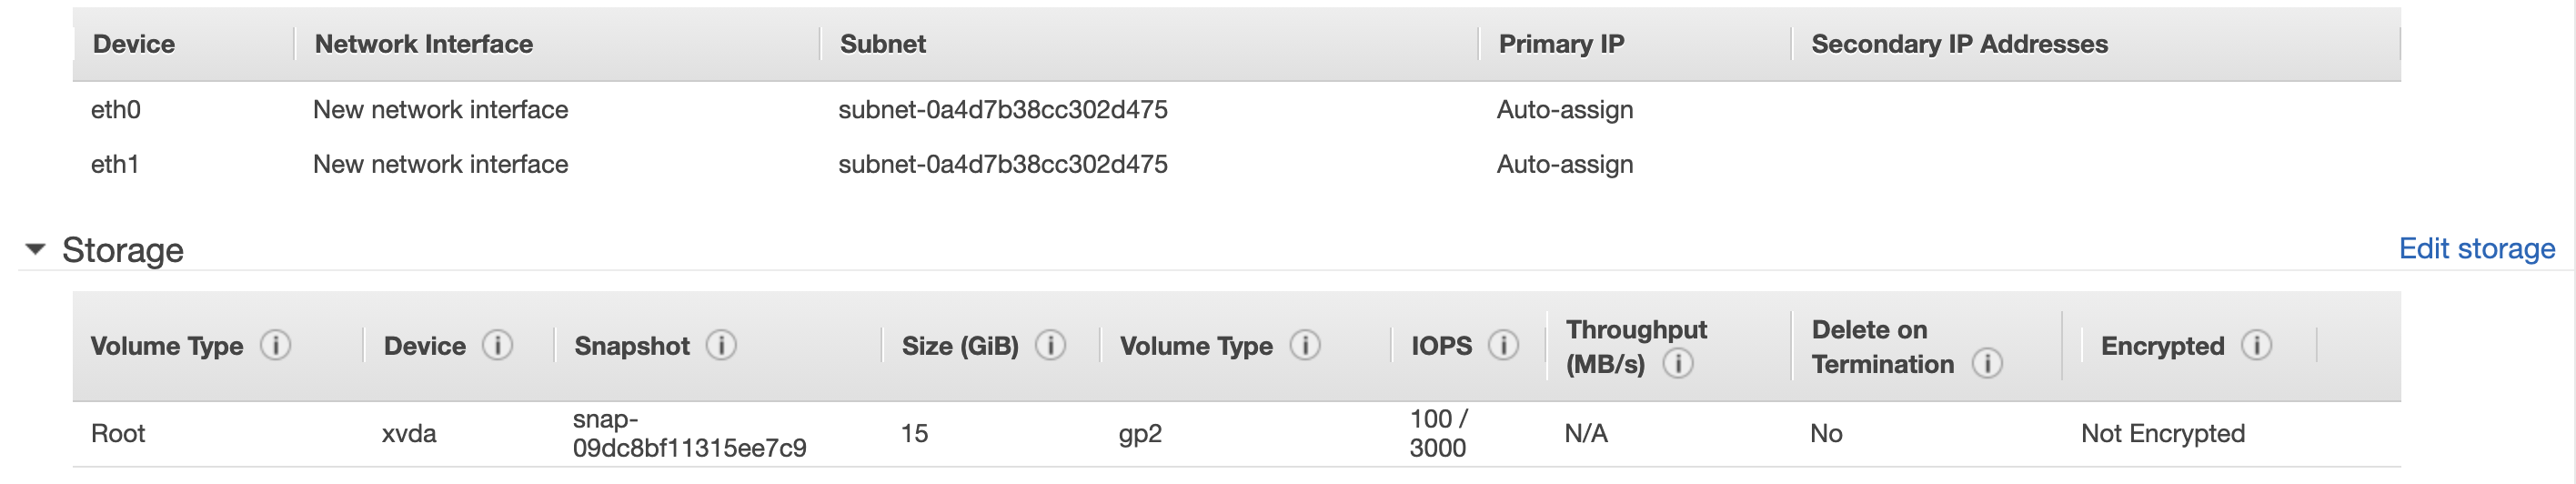 Device Network Interface Subnet Primary IP Secondary IP Addresses
eth0 New network interface subnet-0a4d7b38cc302d475 Auto-assign
eth1 New network interface subnet-0a4d7b38cc302d475 Auto-assign
Storage Edit storage
Volume Type Device Snapshot Size (GiB) Volume Type IOPS Throughput (MB/s) Delete on Termination Encrypted
Root xvda snap-09dc8bf11315ee7c9 15 gp2 100 / 3000 N/A No Not Encrypted